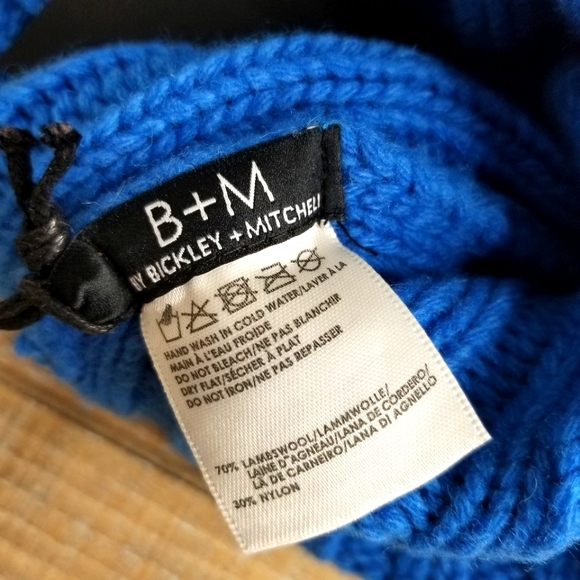 B+M
BY BICKLEY + MITCHELL
HAND WASH IN COLD WATER/LAVER À LA
MAIN À L'EAU FROIDE
DO NOT BLEACH/NE PAS BLANCHIR
DRY FLAT/SÉCHER À PLAT
DO NOT IRON/NE PAS REPASSER
70% LAMBSWOOL/LAMMWOLLE/
LAINE D'AGNEAU/LANA DE CORDERO/
LA DE CARNEIRO/LANA DI AGNELLO
30% NYLON